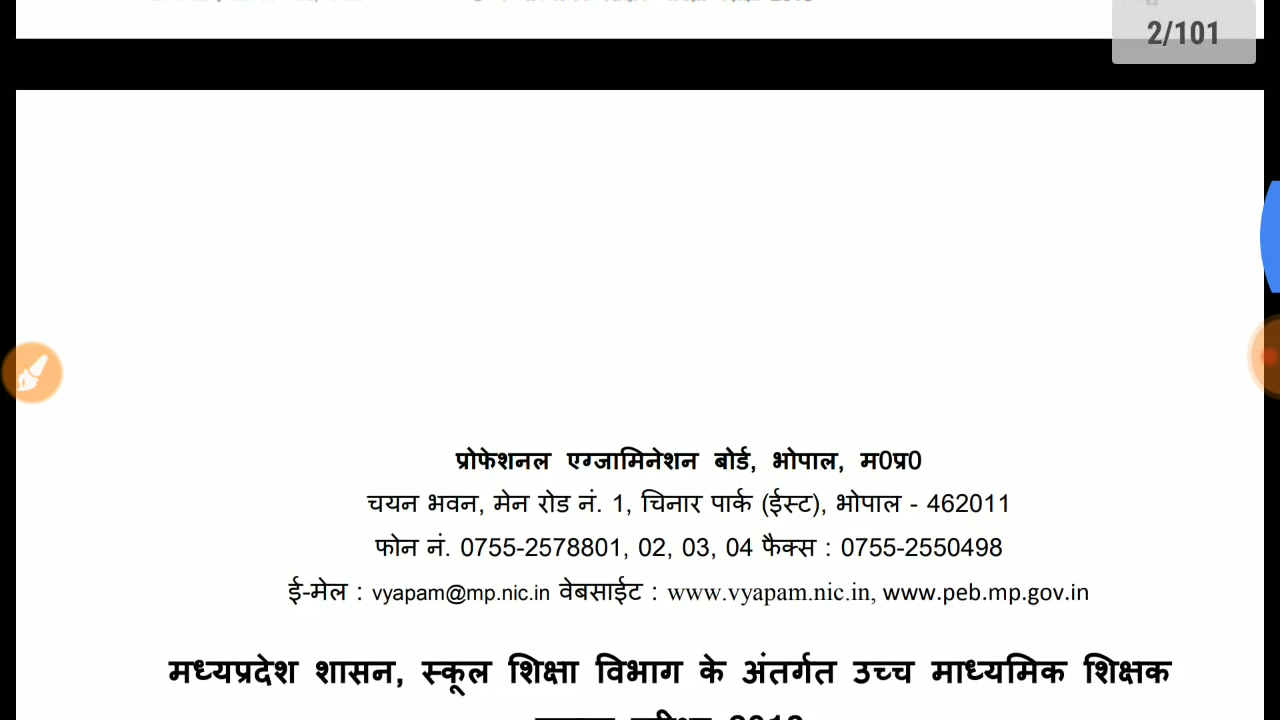 2/101
प्रोफेशनल एग्जामिनेशन बोर्ड, भोपाल, म0प्र0
चयन भवन, मेन रोड नं. 1, चिनार पार्क (ईस्ट), भोपाल - 462011
फोन नं. 0755-2578801, 02, 03, 04 फैक्स : 0755-2550498
ई-मेल : vyapam@mp.nic.in वेबसाईट : www.vyapam.nic.in, www.peb.mp.gov.in
मध्यप्रदेश शासन, स्कूल शिक्षा विभाग के अंतर्गत उच्च माध्यमिक शिक्षक